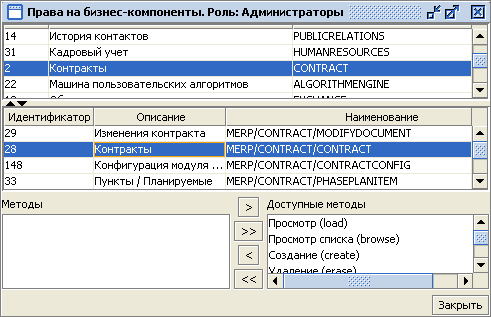 Права на бизнес-компоненты. Роль: Администраторы
14 История контактов PUBLICRELATIONS
31 Кадровый учет HUMANRESOURCES
2 Контракты CONTRACT
22 Машина пользовательских алгоритмов ALGORITHMENGINE
Идентификатор Описание Наименование
29 Изменения контракта MERP/CONTRACT/MODIFYDOCUMENT
28 Контракты MERP/CONTRACT/CONTRACT
148 Конфигурация модуля ... MERP/CONTRACT/CONTRACTCONFIG
33 Пункты / Планируемые MERP/CONTRACT/PHASEPLANITEM
Методы > Доступные методы
Просмотр (load)
>> Просмотр списка (browse)
< Создание (create)
<< Удаление (erase)
Закрыть